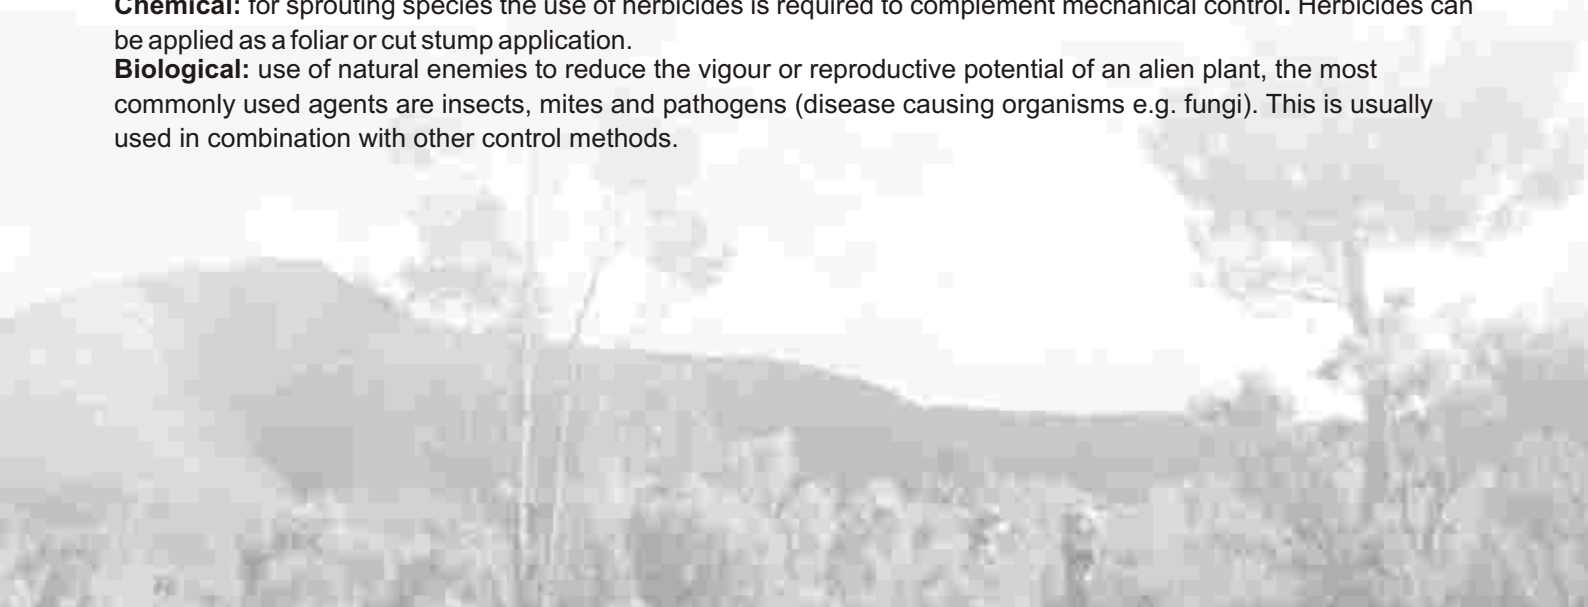 Chemical: for sprouting species the use of herbicides is required to complement mechanical control. Herbicides can
be applied as a foliar or cut stump application.
Biological: use of natural enemies to reduce the vigour or reproductive potential of an alien plant, the most
commonly used agents are insects, mites and pathogens (disease causing organisms e.g. fungi). This is usually
used in combination with other control methods.